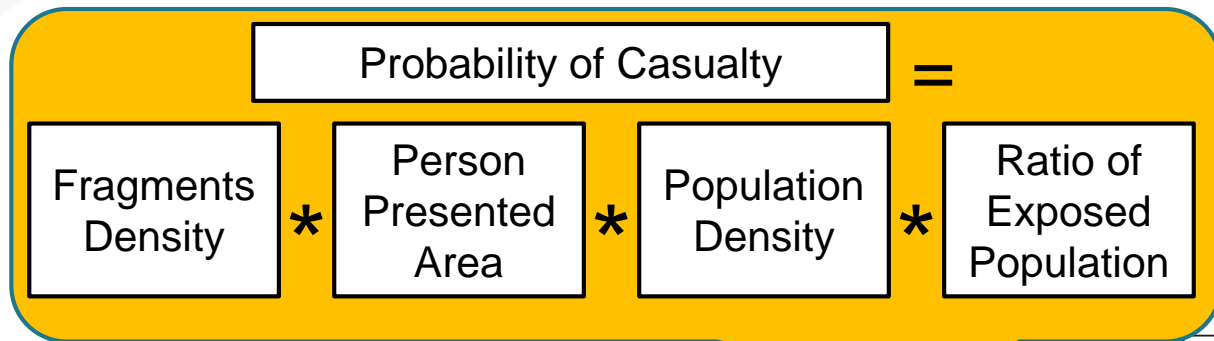 Probability of Casualty =
Fragments
Density
*
Person
Presented
Area
*
Population
Density
*
Ratio of
Exposed
Population